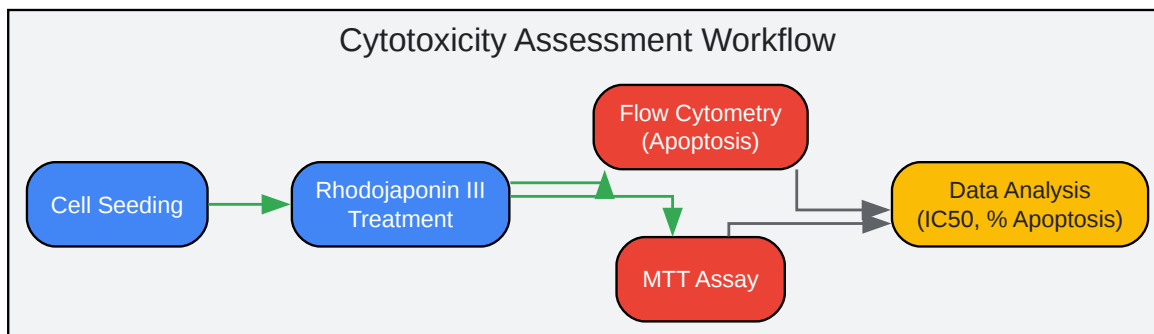 Cytotoxicity Assessment Workflow
Flow Cytometry
(Apoptosis)
Cell Seeding
Rhodojaponin III
Treatment
Data Analysis
(IC50, % Apoptosis)
MTT Assay